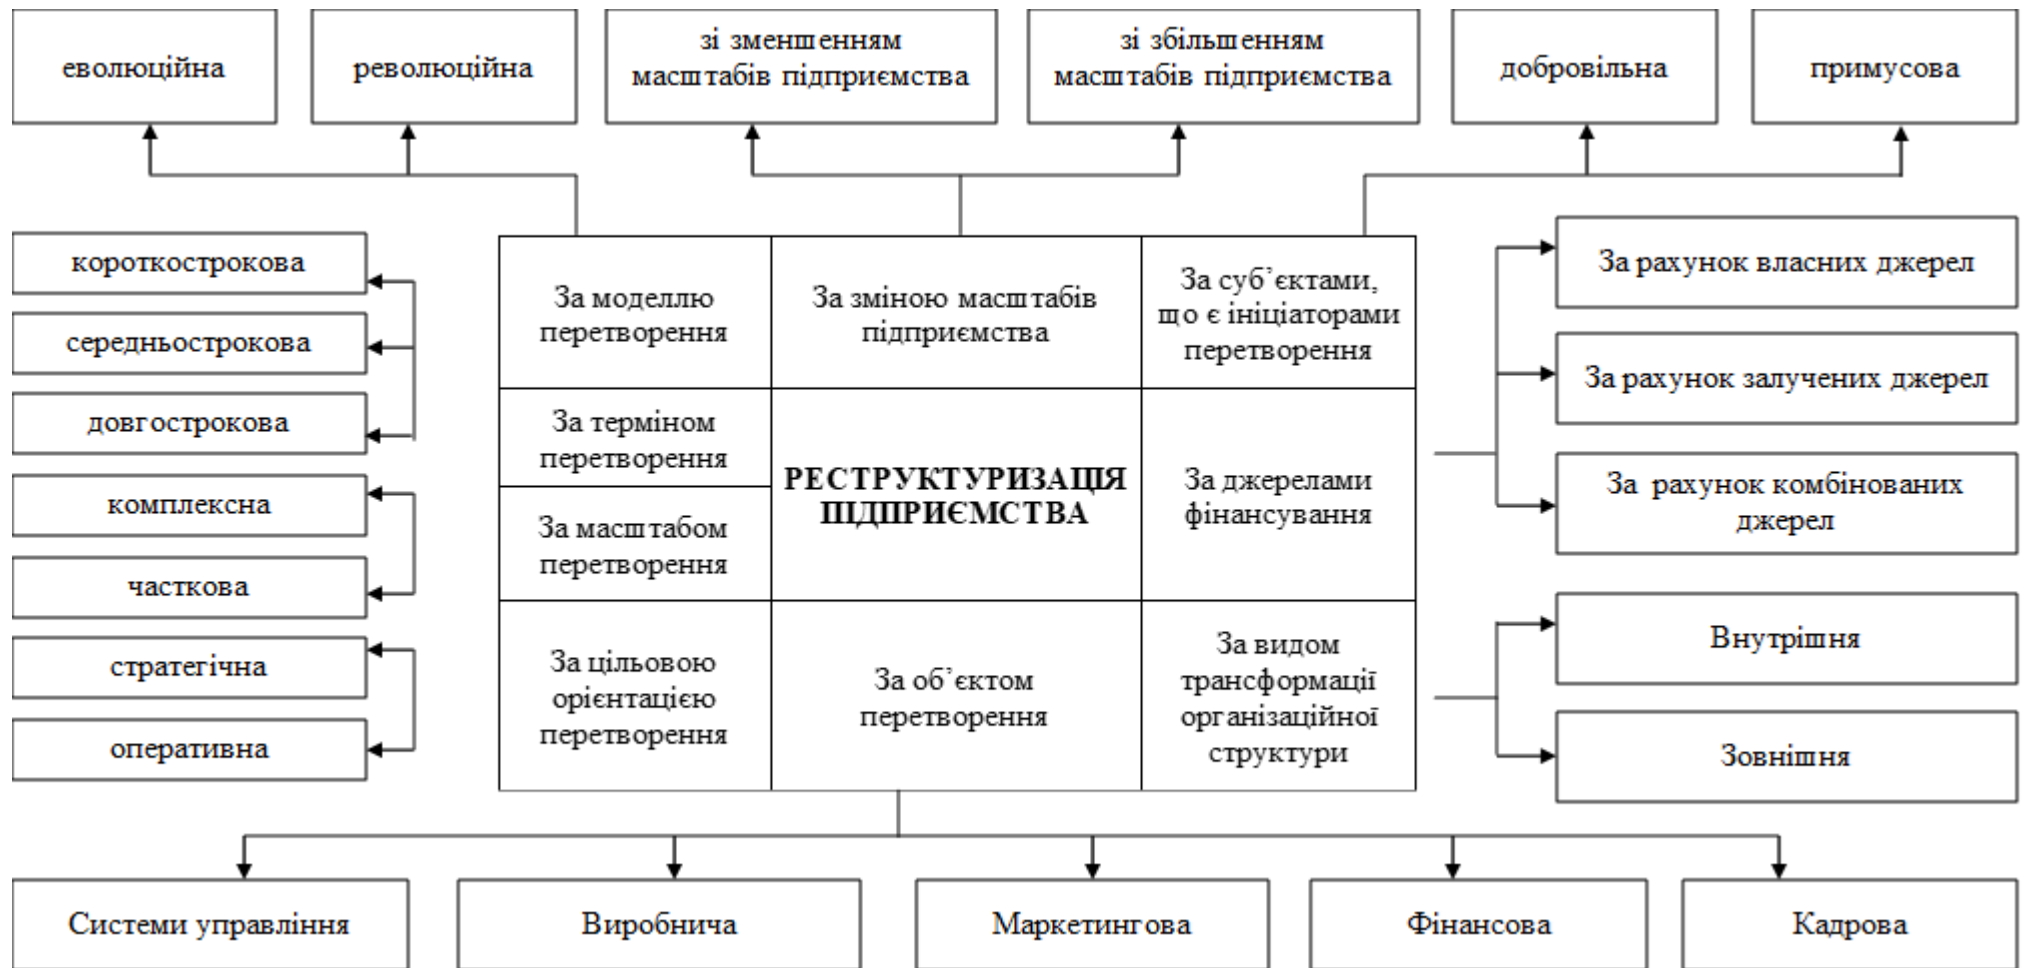 еволюційна
революційна
зі зменшенням
масштабів підприємства
зі збільшенням
масштабів підприємства
добровільна
примусова
короткострокова
середньострокова
довгострокова
комплексна
часткова
стратегічна
оперативна
За моделлю
перетворення
За зміною масштабів
підприємства
За суб’єктами,
що є ініціаторами
перетворення
За терміном
перетворення
За масштабом
перетворення
РЕСТРУКТУРИЗАЦІЯ
ПІДПРИЄМСТВА
За джерелами
фінансування
За цільовою
орієнтацією
перетворення
За об’єктом
перетворення
За видом
трансформації
організаційної
структури
За рахунок власних джерел
За рахунок залучених джерел
За рахунок комбінованих
джерел
Внутрішня
Зовнішня
Системи управління
Виробнича
Маркетингова
Фінансова
Кадрова